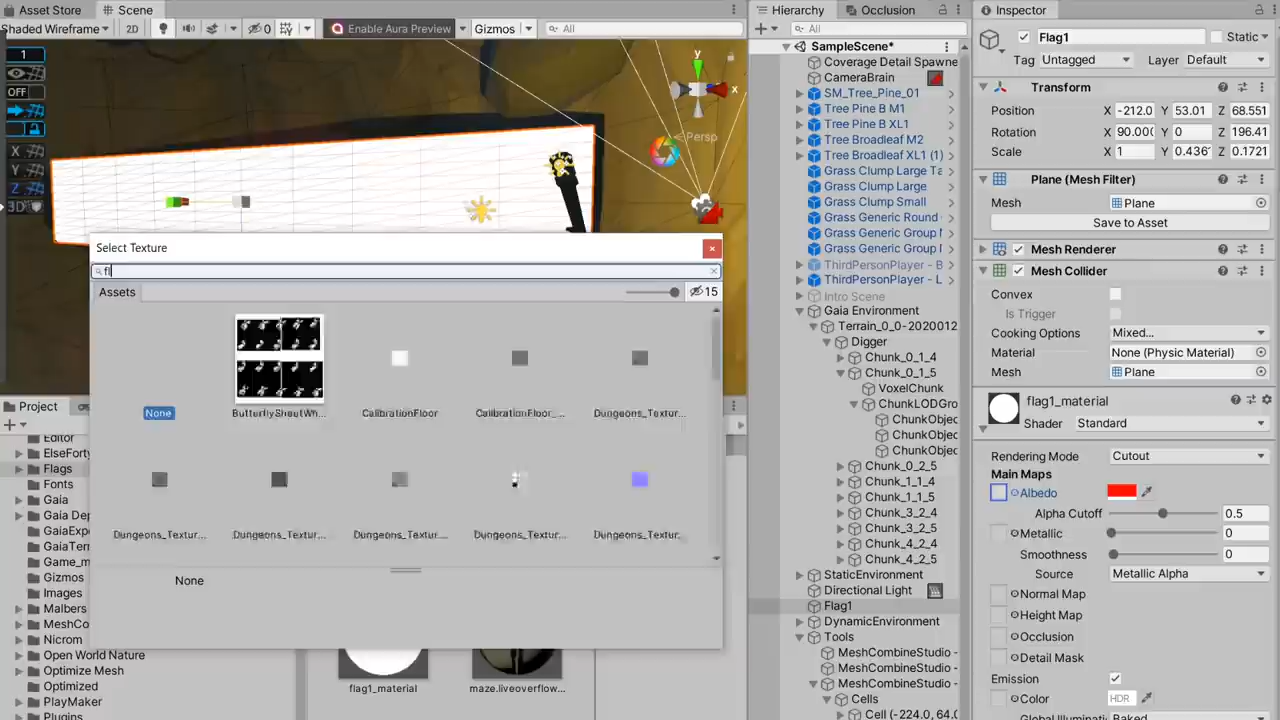 Asset Store
Scene
Shaded Wireframe
2D
0
Enable Aura Preview
Gizmos
All
1
OFF
X
Y
Z
3D
y
x
Persp
Select Texture
fl
Assets
15
None
ButterflySheetWh...
CalibrationFloor
CalibrationFloor_...
Dungeons_Textur...
Dungeons_Textur...
Dungeons_Textur...
Dungeons_Textur...
Dungeons_Textur...
Dungeons_Textur...
None
Project
Editor
ElseForty
Flags
Fonts
Gaia
Gaia Dep
GaiaExp
GaiaTerr
Game_m
Gizmos
Images
Malbers
MeshCo
Nicrom
Open World Nature
Optimize Mesh
Optimized
PlayMaker
Plugins
flag1_material
maze.liveoverflow...
Hierarchy
Occlusion
All
SampleScene*
Coverage Detail Spawne
CameraBrain
SM_Tree_Pine_01
Tree Pine B M1
Tree Pine B XL1
Tree Broadleaf M2
Tree Broadleaf XL1 (1)
Grass Clump Large Ta
Grass Clump Large
Grass Clump Small
Grass Generic Round
Grass Generic Group
Grass Generic Group
ThirdPersonPlayer - B
ThirdPersonPlayer - L
Intro Scene
Gaia Environment
Terrain_0_0-2020012
Digger
Chunk_0_1_4
Chunk_0_1_5
VoxelChunk
ChunkLODGro
ChunkObjec
ChunkObjec
ChunkObjec
Chunk_0_2_5
Chunk_1_1_4
Chunk_1_1_5
Chunk_3_2_4
Chunk_3_2_5
Chunk_4_2_4
Chunk_4_2_5
StaticEnvironment
Directional Light
Flag1
DynamicEnvironment
Tools
MeshCombineStudio -
MeshCombineStudio -
MeshCombineStudio -
Cells
Cell (-224.0, 64.0
Inspector
Flag1
Static
Tag Untagged Layer Default
Transform
Position X -212.0 Y 53.01 Z 68.551
Rotation X 90.00( Y 0 Z 196.41
Scale X 1 Y 0.436 Z 0.1721
Plane (Mesh Filter)
Mesh Plane
Save to Asset
Mesh Renderer
Mesh Collider
Convex
Is Trigger
Cooking Options Mixed...
Material None (Physic Material)
Mesh Plane
flag1_material
Shader Standard
Rendering Mode Cutout
Main Maps
Albedo
Alpha Cutoff 0.5
Metallic 0
Smoothness 0
Source Metallic Alpha
Normal Map
Height Map
Occlusion
Detail Mask
Emission
Color HDR
Global Illuminati Baked